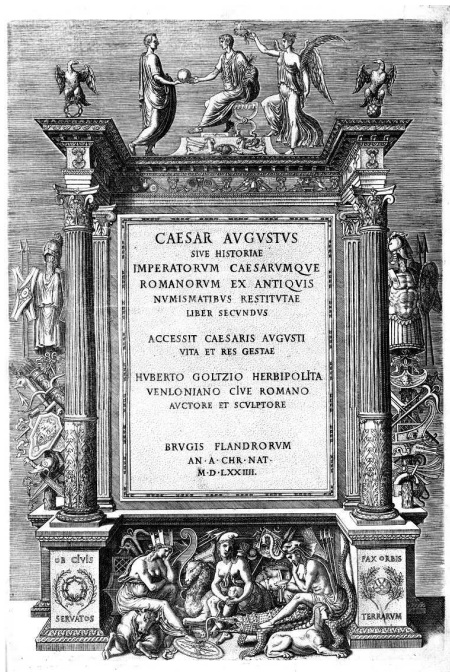 CAESAR AVGVSTVS
SIVE HISTORIAE
IMPERATORVM CAESARVMQVE
ROMANORVM EX ANTIQVIS
NVMISMATIBVS RESTITVTAE
LIBER SECVNDVS
ACCESSIT CAESARIS AVGVSTI
VITA ET RES GESTAE
HVBERTO GOLTZIO HERBIPOLITA
VENLONIANO CIVE ROMANO
AVCTORE ET SCVLPTORE
BRVGIS FLANDRORVM
AN·A·CHR·NAT·
M·D·LXXIIII.
OB CIVIS
SERVATOS
PAX ORBIS
TERRARVM